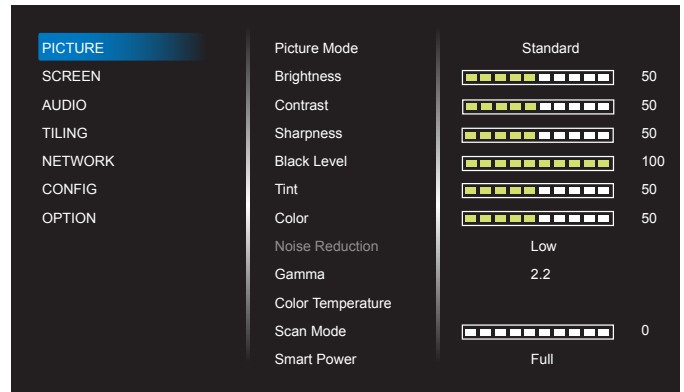 PICTURE
SCREEN
AUDIO
TILING
NETWORK
CONFIG
OPTION
Picture Mode Standard
Brightness 50
Contrast 50
Sharpness 50
Black Level 100
Tint 50
Color 50
Noise Reduction Low
Gamma 2.2
Color Temperature
Scan Mode 0
Smart Power Full